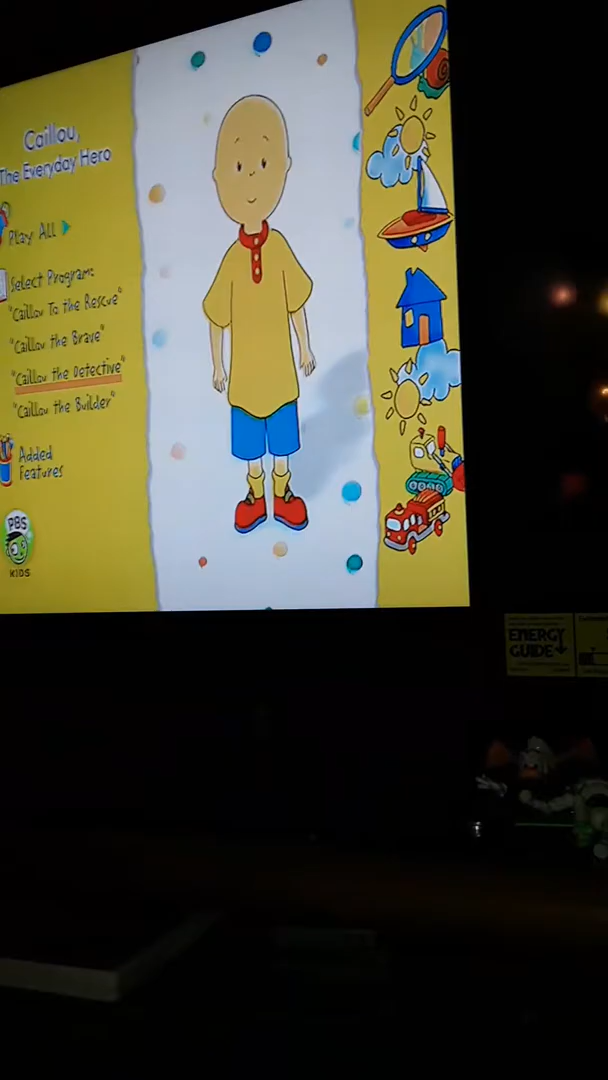 Caillou,
The Everyday Hero
Play All
Select Program:
"Caillou To the Rescue"
"Caillou the Brave"
"Caillou the Detective"
"Caillou the Builder"
Added
Features
PBS
KIDS
ENERGY
GUIDE